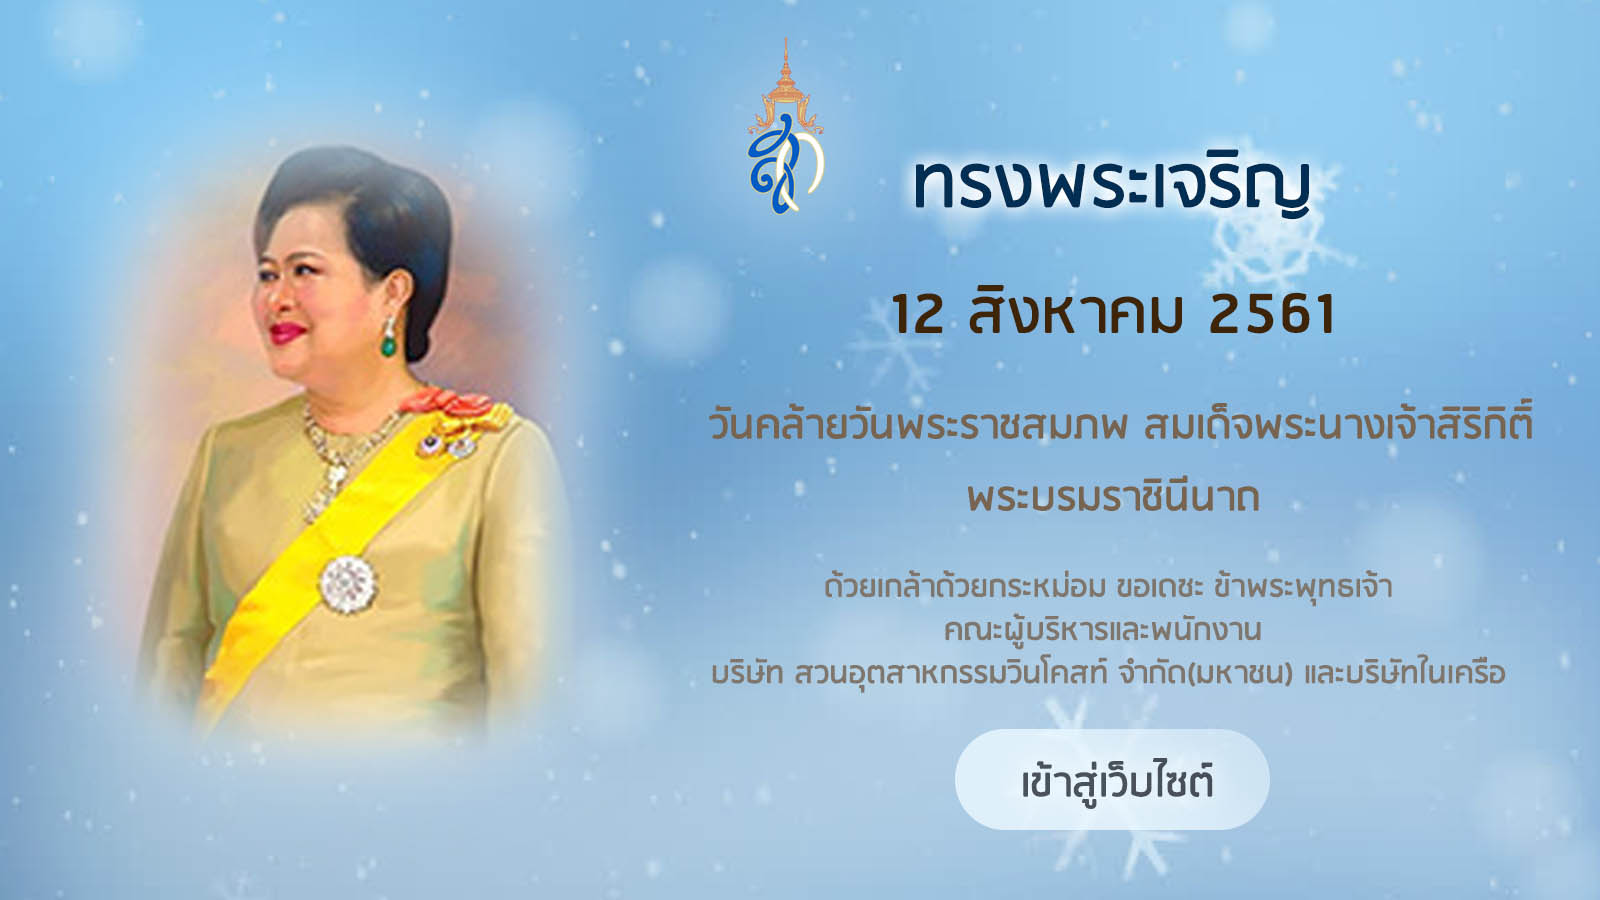 ทรงพระเจริญ
12 สิงหาคม 2561
วันคล้ายวันพระราชสมภพ สมเด็จพระนางเจ้าสิริกิติ์
พระบรมราชินีนาถ
ด้วยเกล้าด้วยกระหม่อม ขอเดชะ ข้าพระพุทธเจ้า
คณะผู้บริหารและพนักงาน
บริษัท สวนอุตสาหกรรมวินโคสท์ จำกัด(มหาชน) และบริษัทในเครือ
เข้าสู่เว็บไซต์